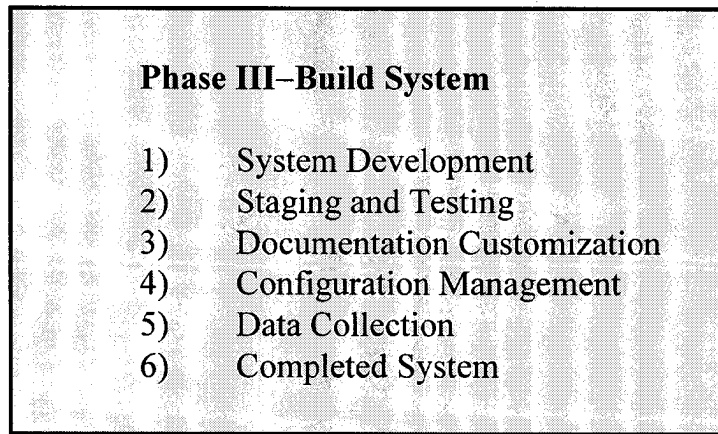 Phase III–Build System
1) System Development
2) Staging and Testing
3) Documentation Customization
4) Configuration Management
5) Data Collection
6) Completed System